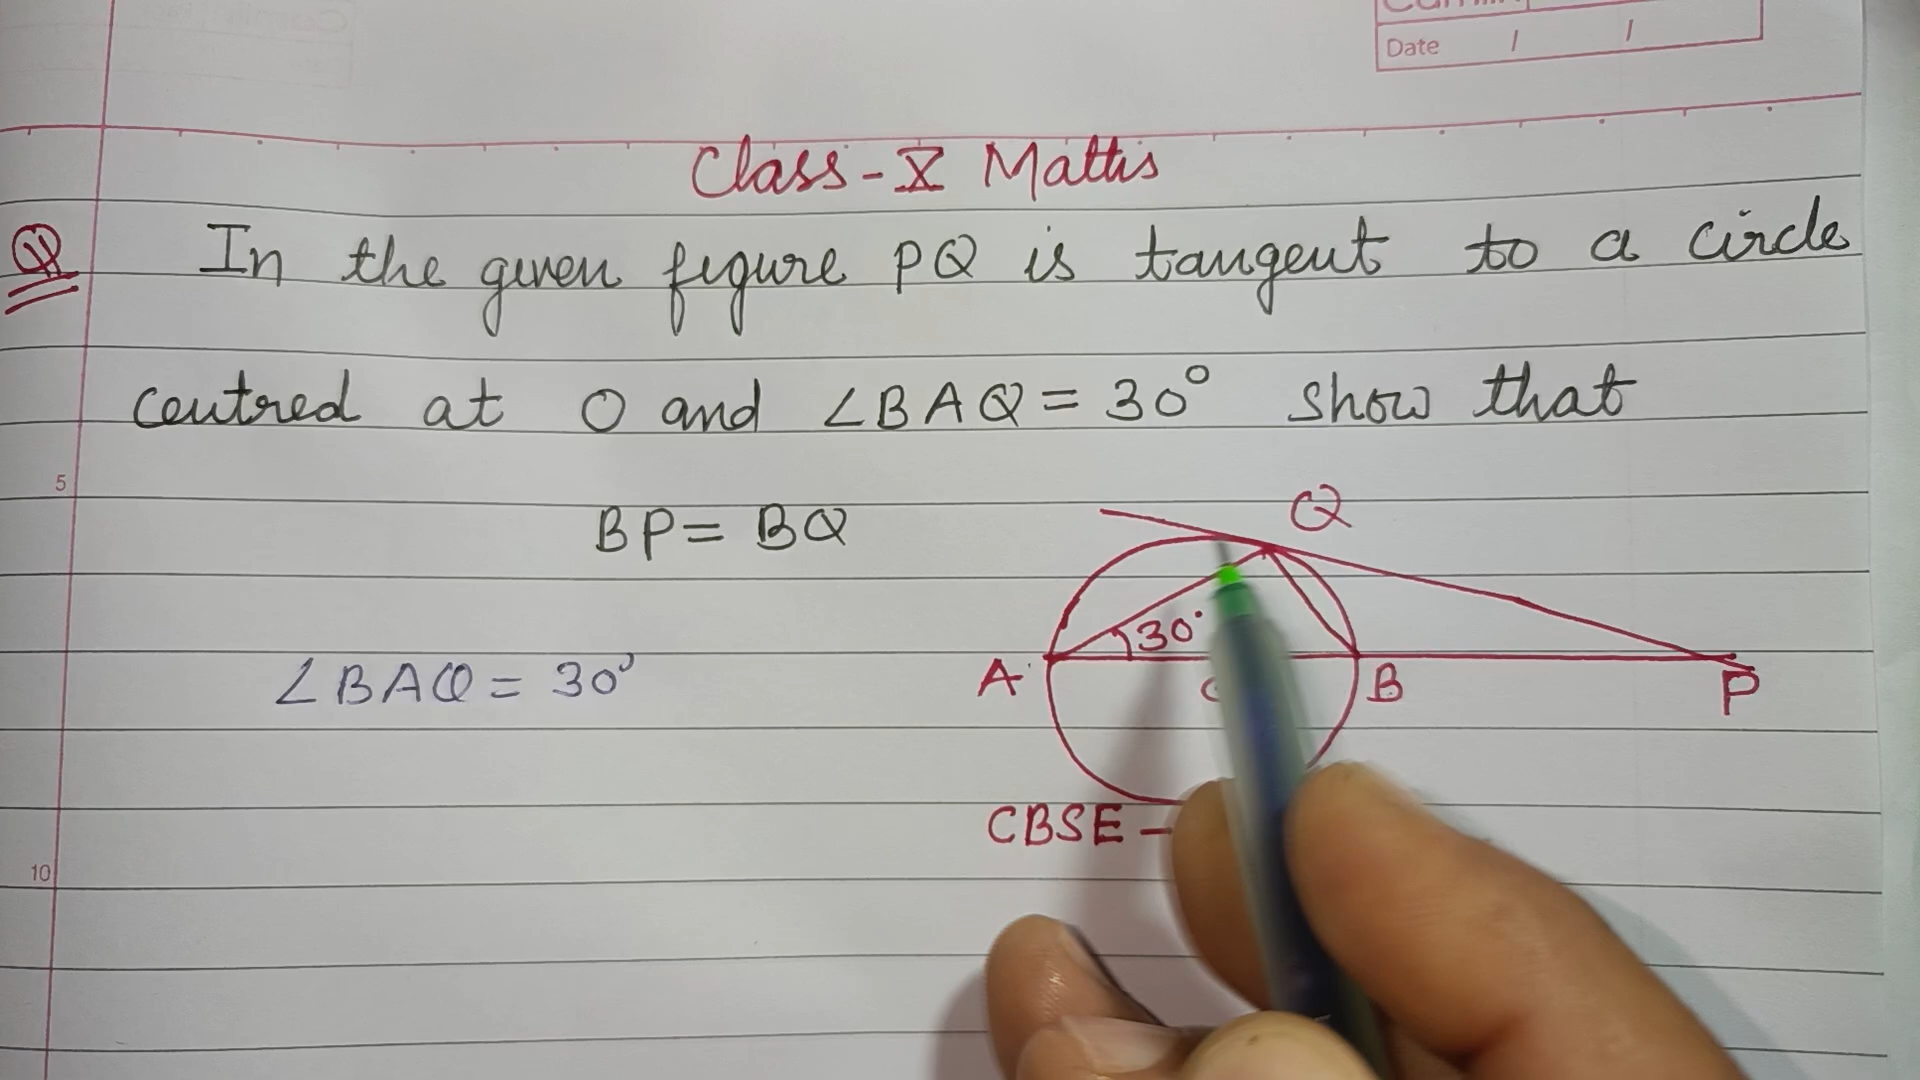 Date / /
Class-X Maths
Q In the given figure PQ is tangent to a circle
centred at O and ∠BAQ = 30° show that
5
BP = BQ
Q
30°
∠BAQ = 30°
A B P
CBSE -
10